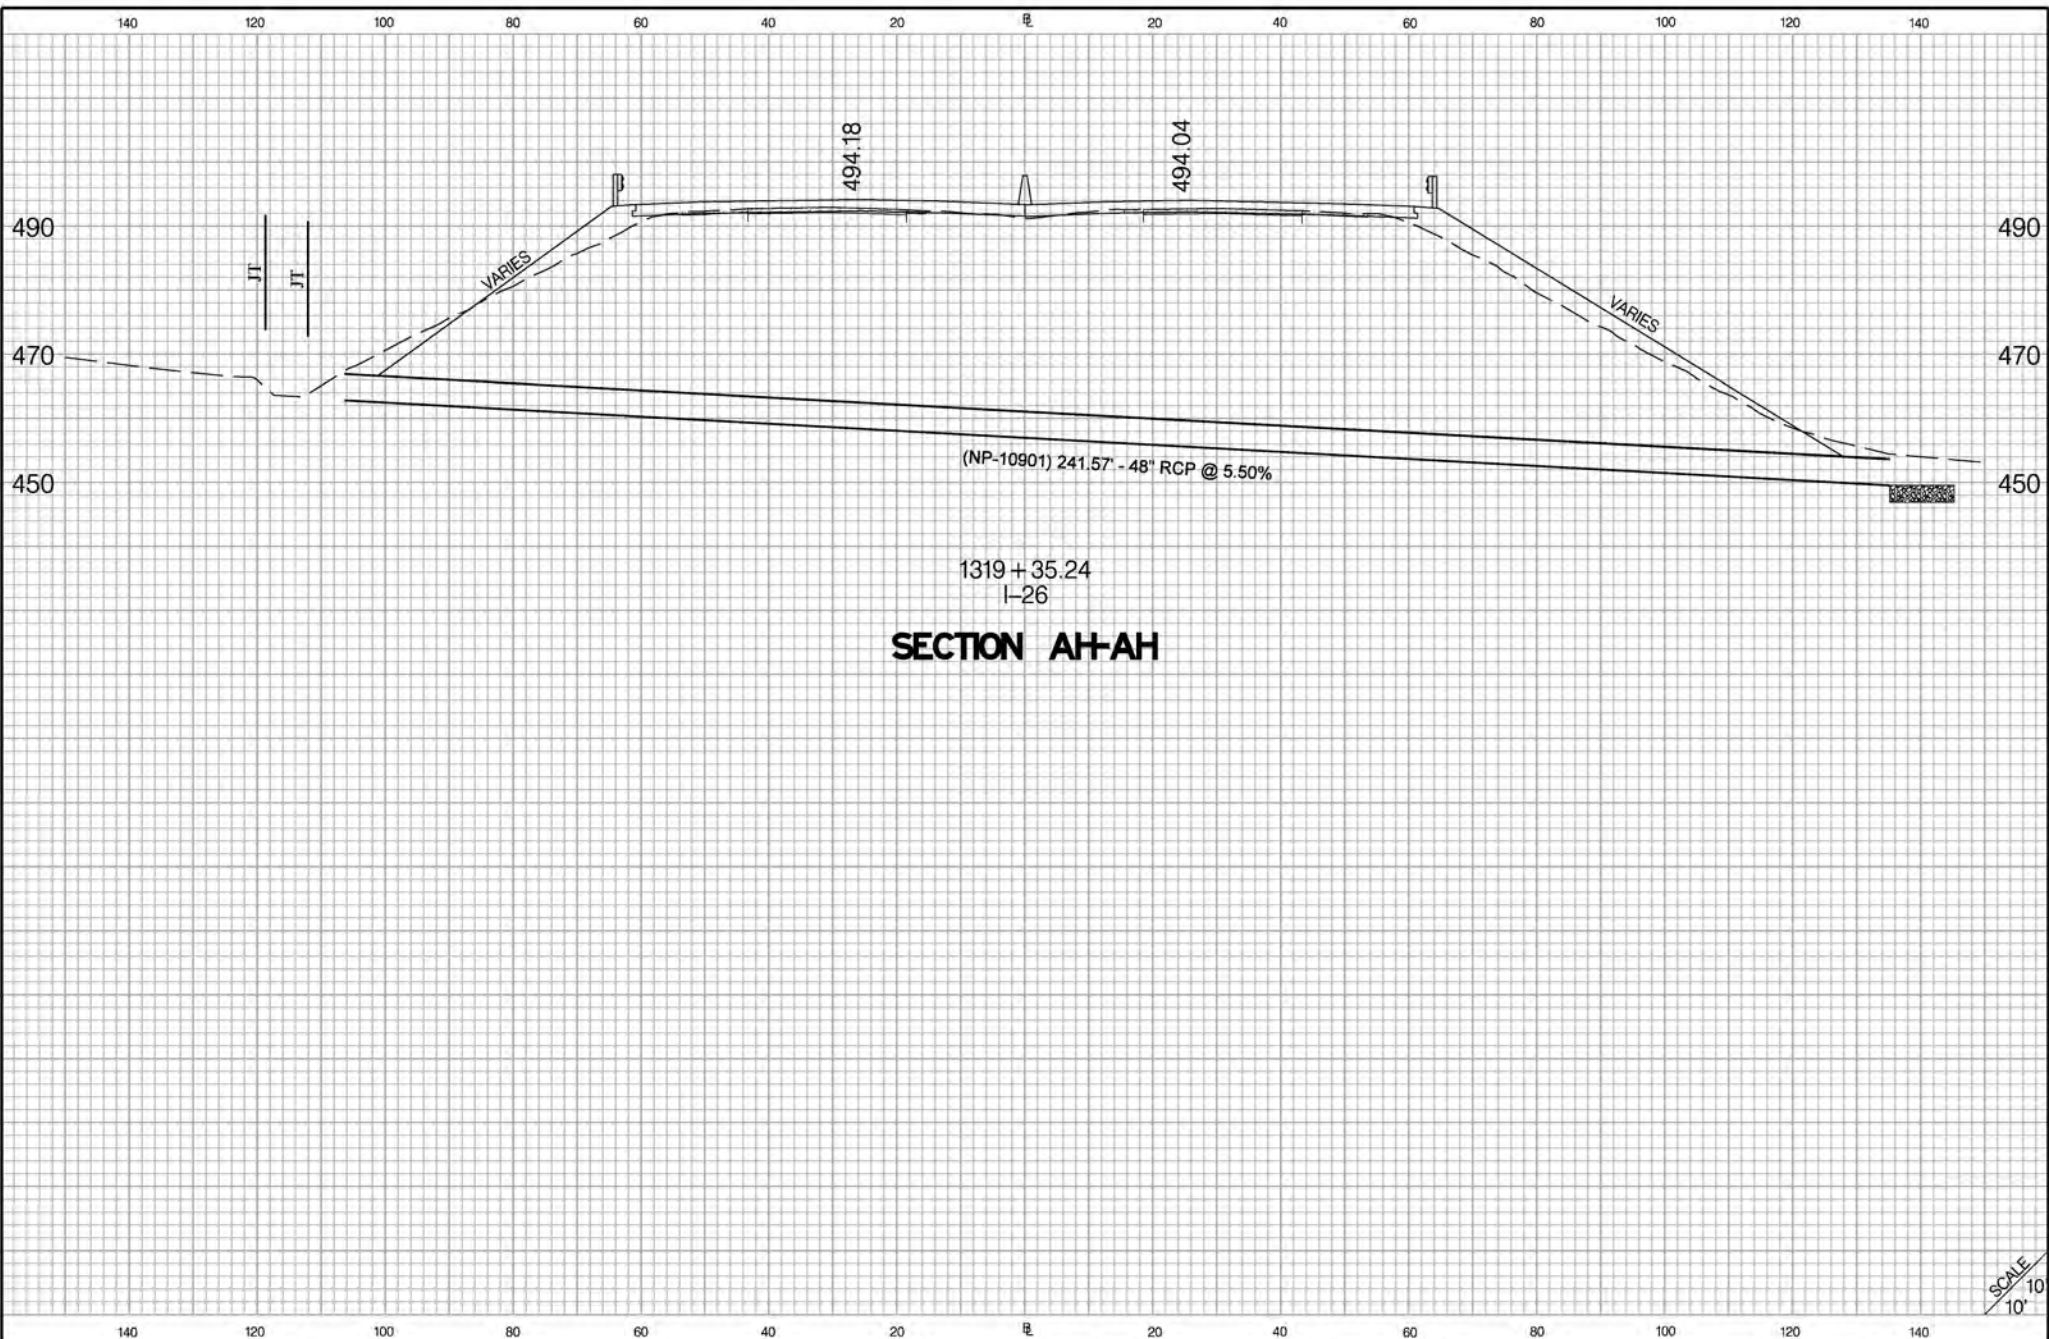 140 120 100 80 60 40 20 ℄ 20 40 60 80 100 120 140
494.18 494.04
490 490
JT JT
VARIES VARIES
470 470
(NP-10901) 241.57' - 48" RCP @ 5.50%
450 450
1319+35.24
I-26
SECTION AH-AH
SCALE 10'
10'
140 120 100 80 60 40 20 ℄ 20 40 60 80 100 120 140